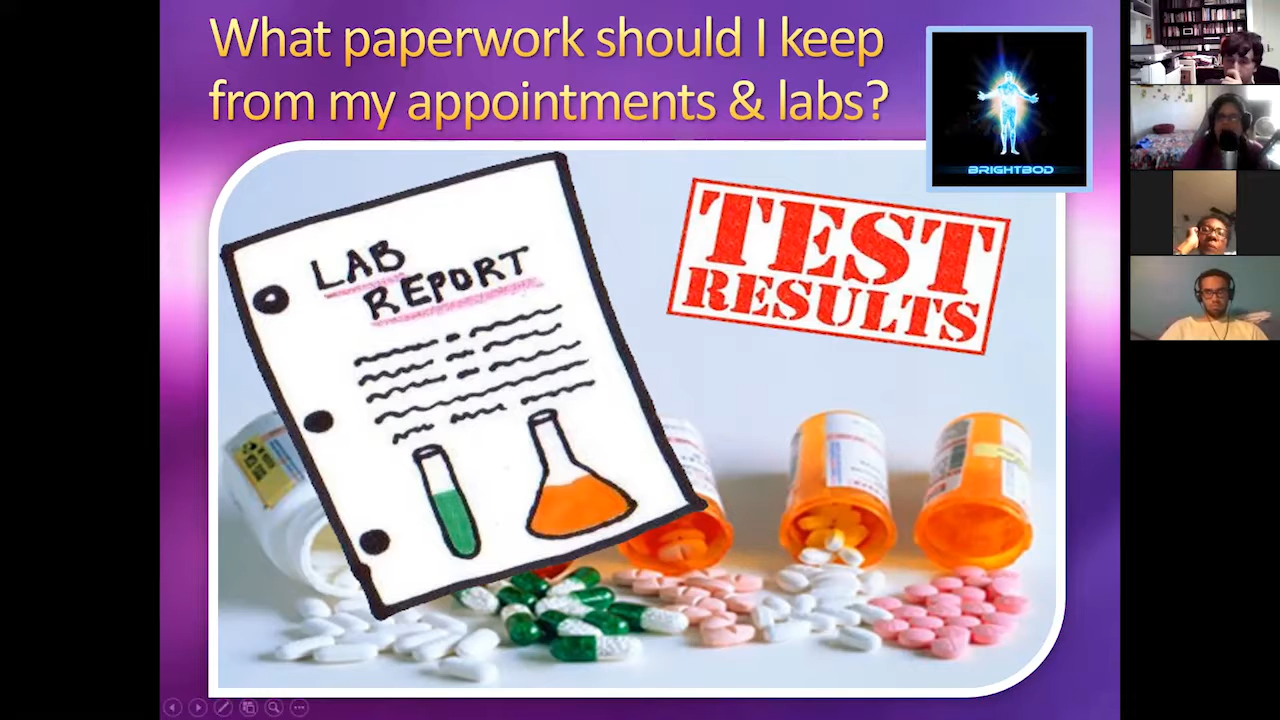 What paperwork should I keep
from my appointments & labs?
BRIGHTBOD
LAB
REPORT
TEST
RESULTS